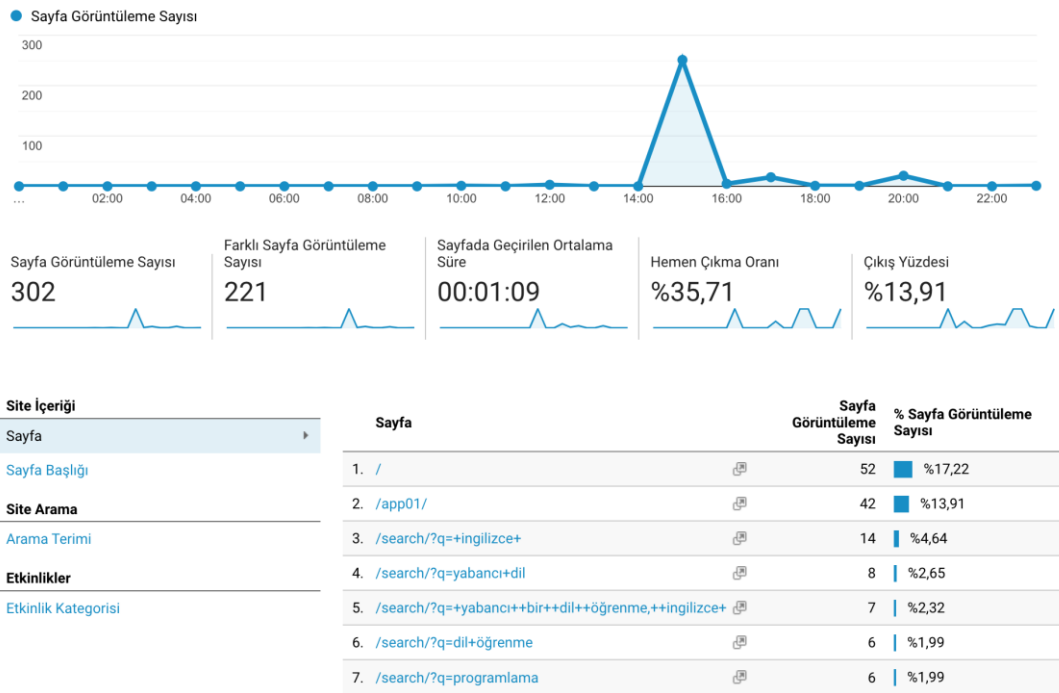 Sayfa Görüntüleme Sayısı
300
200
100
...
02:00
04:00
06:00
08:00
10:00
12:00
14:00
16:00
18:00
20:00
22:00
Sayfa Görüntüleme Sayısı
302
Farklı Sayfa Görüntüleme
Sayısı
221
Sayfada Geçirilen Ortalama
Süre
00:01:09
Hemen Çıkma Oranı
%35,71
Çıkış Yüzdesi
%13,91
Site İçeriği
Sayfa
Sayfa Başlığı
Site Arama
Arama Terimi
Etkinlikler
Etkinlik Kategorisi
Sayfa
Sayfa
Görüntüleme
Sayısı
% Sayfa Görüntüleme
Sayısı
1. / 52 %17,22
2. /app01/ 42 %13,91
3. /search/?q=+ingilizce+ 14 %4,64
4. /search/?q=yabancı+dil 8 %2,65
5. /search/?q=+yabancı++bir++dil++öğrenme,++ingilizce+ 7 %2,32
6. /search/?q=dil+öğrenme 6 %1,99
7. /search/?q=programlama 6 %1,99